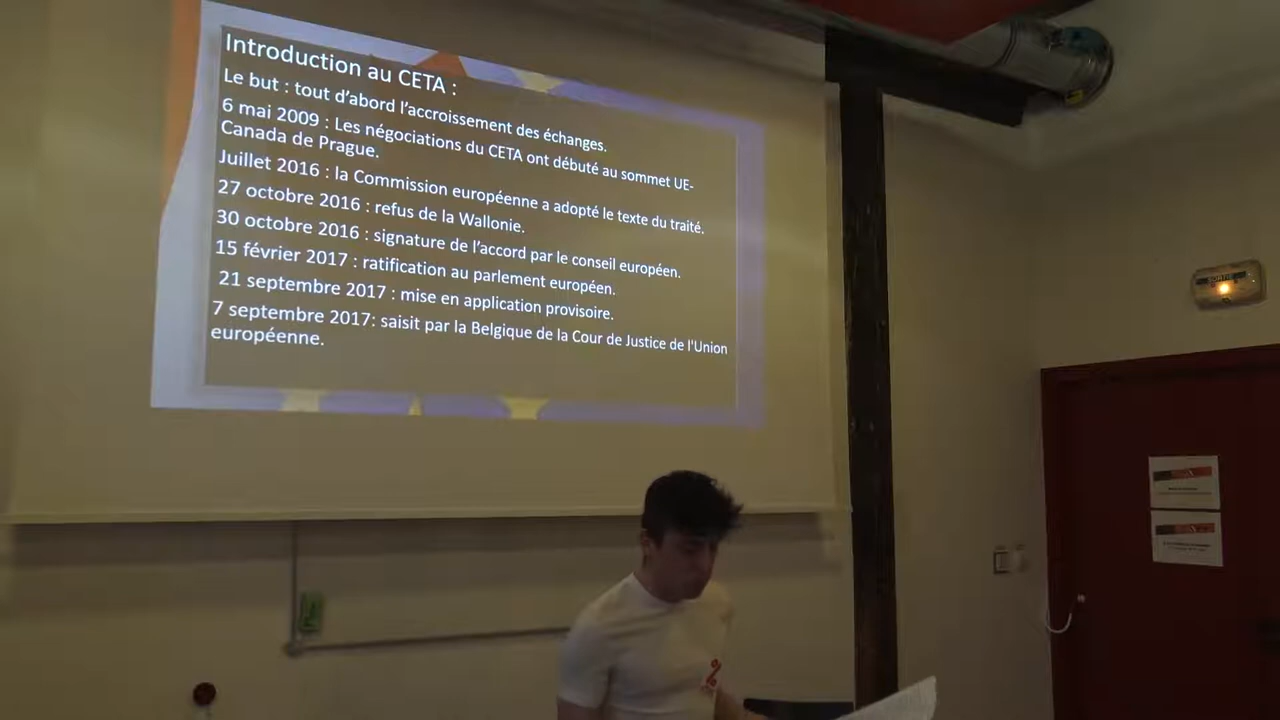 Introduction au CETA :
Le but : tout d’abord l’accroissement des échanges.
6 mai 2009 : Les négociations du CETA ont débuté au sommet UE-
Canada de Prague.
Juillet 2016 : la Commission européenne a adopté le texte du traité.
27 octobre 2016 : refus de la Wallonie.
30 octobre 2016 : signature de l’accord par le conseil européen.
15 février 2017 : ratification au parlement européen.
21 septembre 2017 : mise en application provisoire.
7 septembre 2017: saisit par la Belgique de la Cour de Justice de l'Union
européenne.
SORTIE